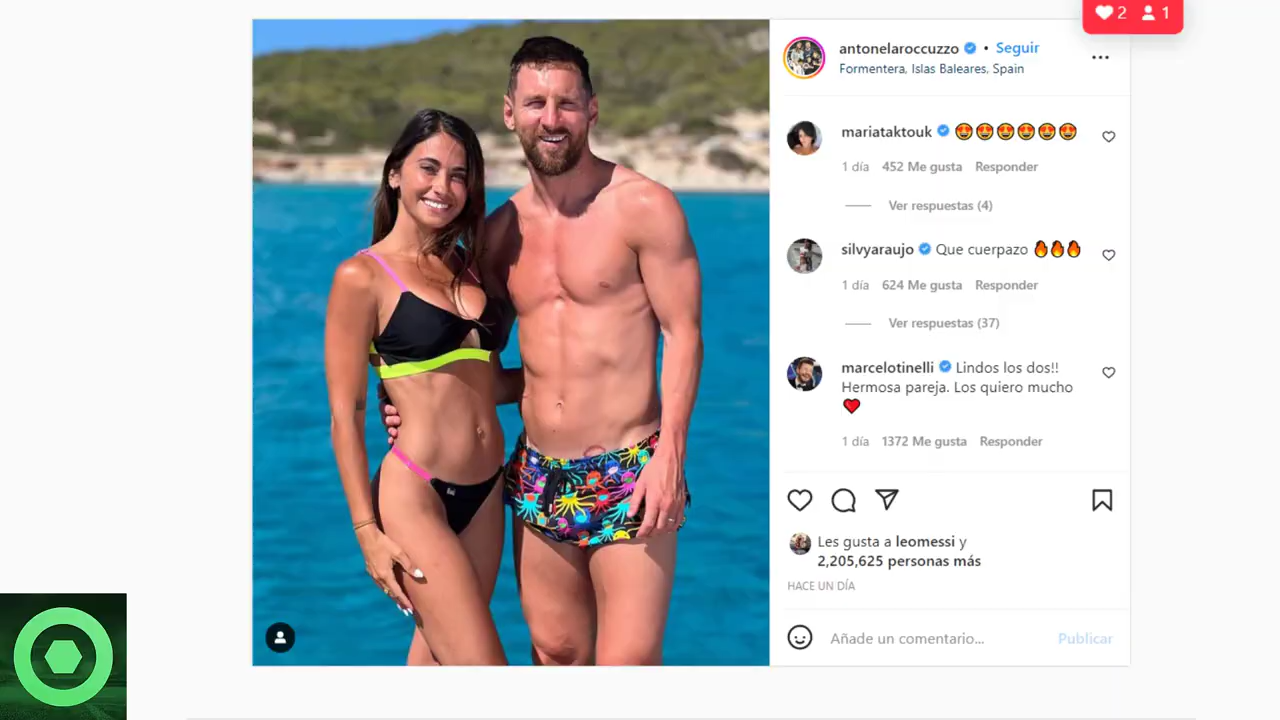 2 1
antonelaroccuzzo • Seguir
Formentera, Islas Baleares, Spain
mariataktouk 😍😍😍😍😍😍
1 día 452 Me gusta Responder
Ver respuestas (4)
silvyaraujo Que cuerpazo 🔥🔥🔥
1 día 624 Me gusta Responder
Ver respuestas (37)
marcelotinelli Lindos los dos!!
Hermosa pareja. Los quiero mucho
❤️
1 día 1372 Me gusta Responder
Les gusta a leomessi y
2,205,625 personas más
HACE UN DÍA
Añade un comentario... Publicar